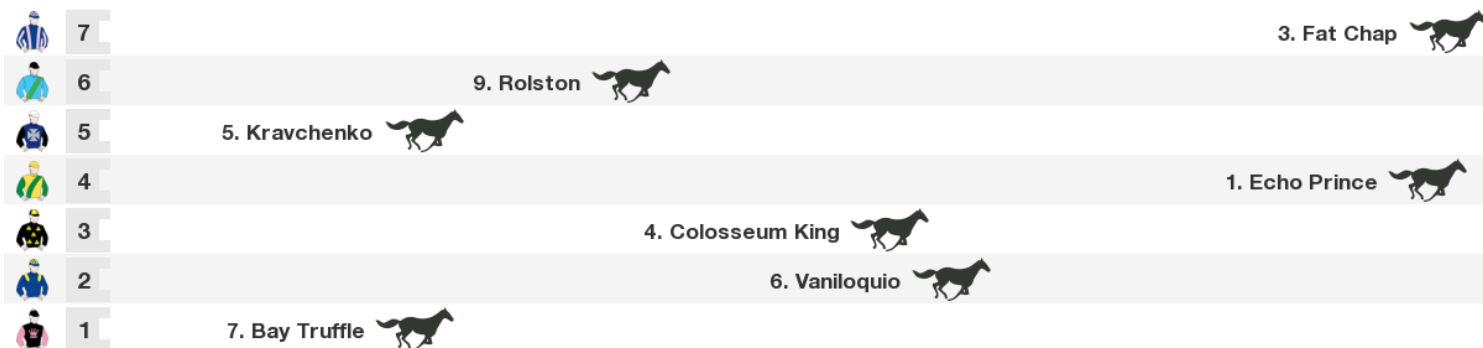 7 3. Fat Chap
6 9. Rolston
5 5. Kravchenko
4 1. Echo Prince
3 4. Colosseum King
2 6. Vaniloquio
1 7. Bay Truffle